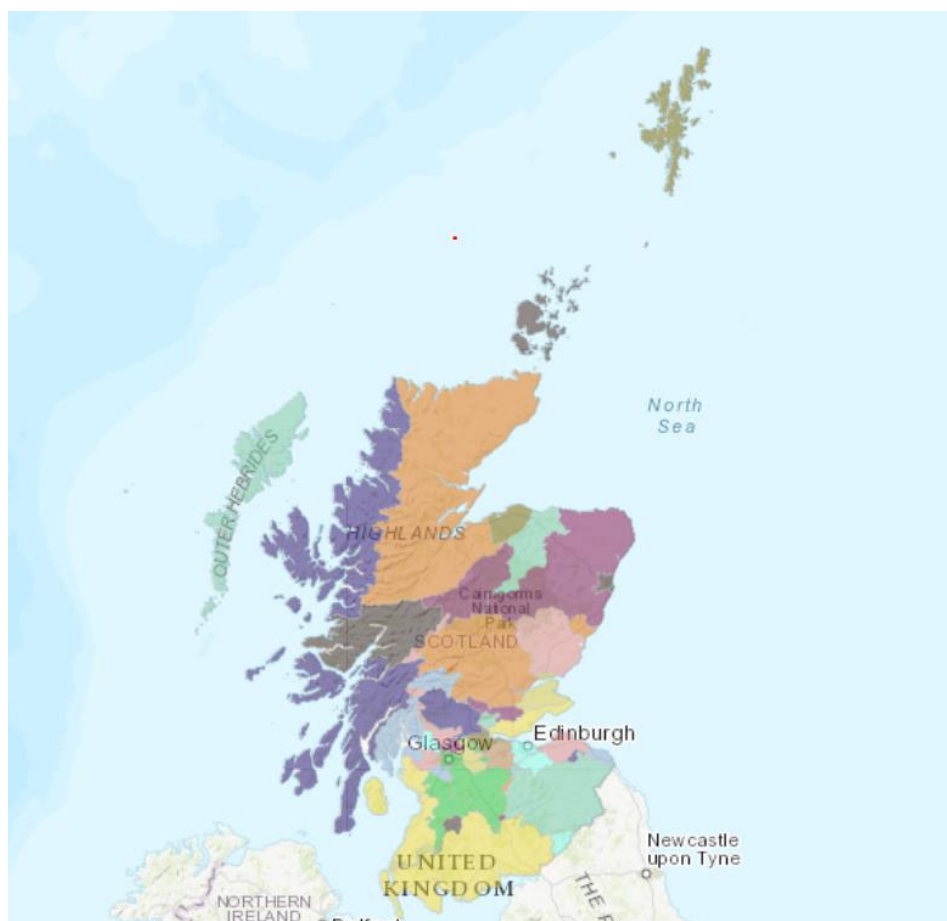 North
Sea
OUTER HEBRIDES
HIGHLANDS
Cairngorms
National
Park
SCOTLAND
Edinburgh
Glasgow
Newcastle
upon Tyne
UNITED
KINGDOM
NORTHERN
IRELAND